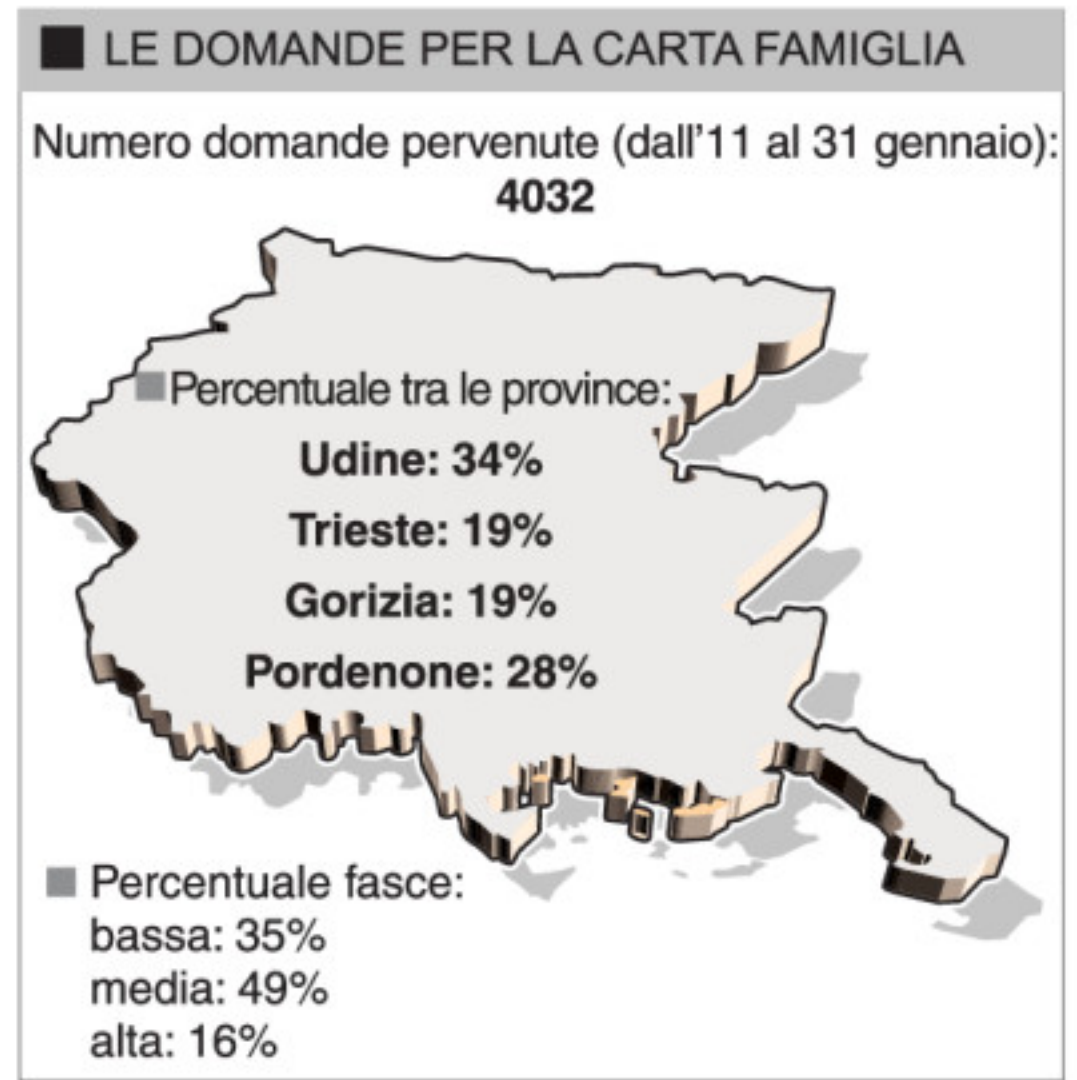 LE DOMANDE PER LA CARTA FAMIGLIA
Numero domande pervenute (dall'11 al 31 gennaio):
4032
Percentuale tra le province:
Udine: 34%
Trieste: 19%
Gorizia: 19%
Pordenone: 28%
Percentuale fasce:
bassa: 35%
media: 49%
alta: 16%